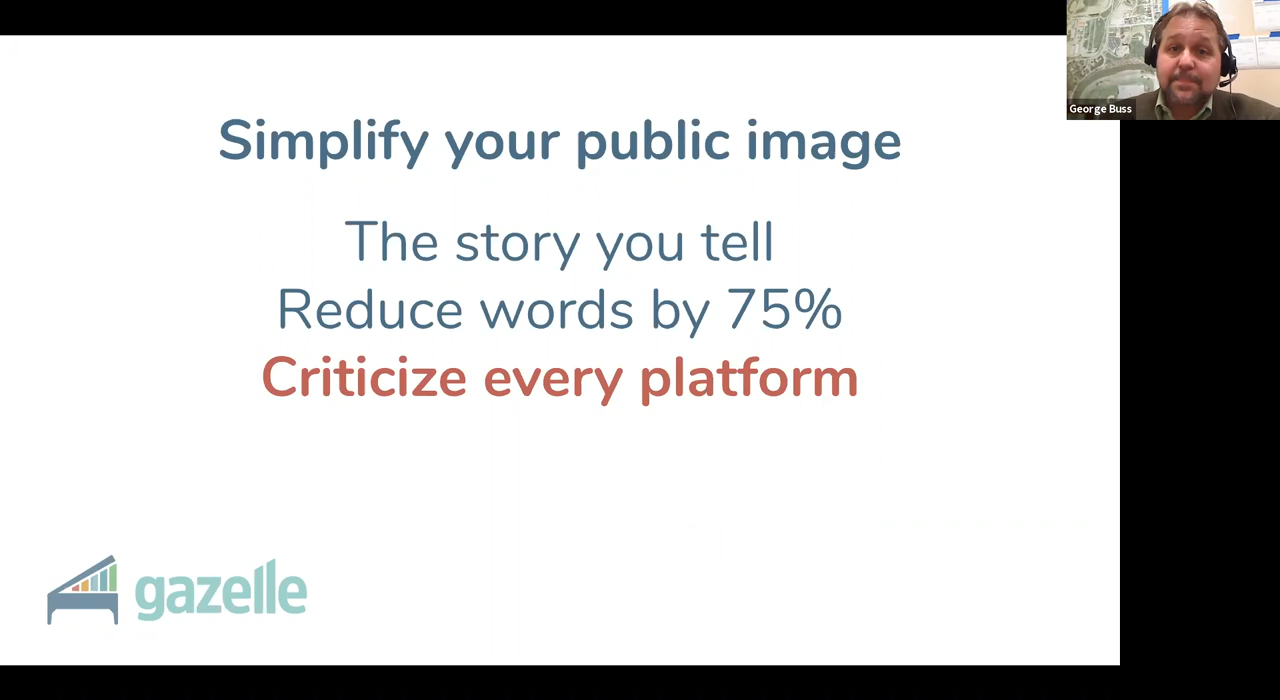 George Buss
Simplify your public image
The story you tell
Reduce words by 75%
Criticize every platform
gazelle